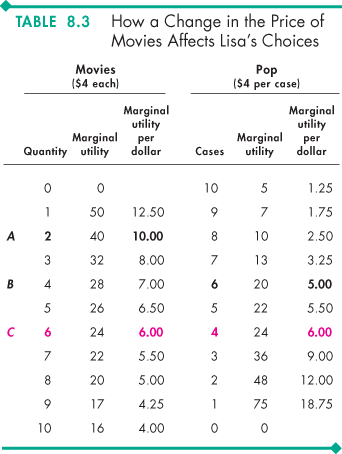 TABLE 8.3 How a Change in the Price of
Movies Affects Lisa's Choices
Movies
($4 each)
Pop
($4 per case)
Quantity Marginal utility Marginal utility per dollar Cases Marginal utility Marginal utility per dollar
0 0 10 5 1.25
1 50 12.50 9 7 1.75
A 2 40 10.00 8 10 2.50
3 32 8.00 7 13 3.25
B 4 28 7.00 6 20 5.00
5 26 6.50 5 22 5.50
C 6 24 6.00 4 24 6.00
7 22 5.50 3 36 9.00
8 20 5.00 2 48 12.00
9 17 4.25 1 75 18.75
10 16 4.00 0 0